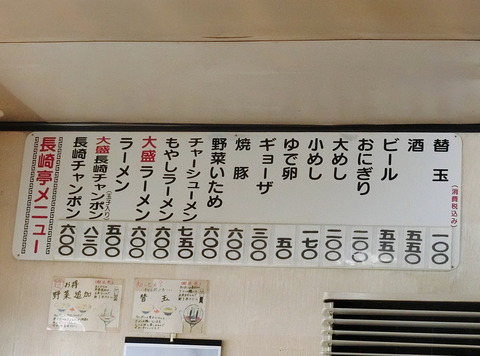 長崎亭メニュー
長崎チャンポン 六〇〇
大盛長崎チャンポン(玉子入り) 八三〇
ラーメン 五〇〇
大盛ラーメン 六〇〇
もやしラーメン 六〇〇
チャーシューメン 七五〇
野菜いため 六〇〇
焼豚 六〇〇
ギョーザ 三〇〇
ゆで卵 五〇
小めし 一七〇
大めし 二〇〇
おにぎり 二〇〇
ビール 五五〇
酒 五五〇
替玉 一〇〇
(消費税込み)
お得
野菜追加
替玉